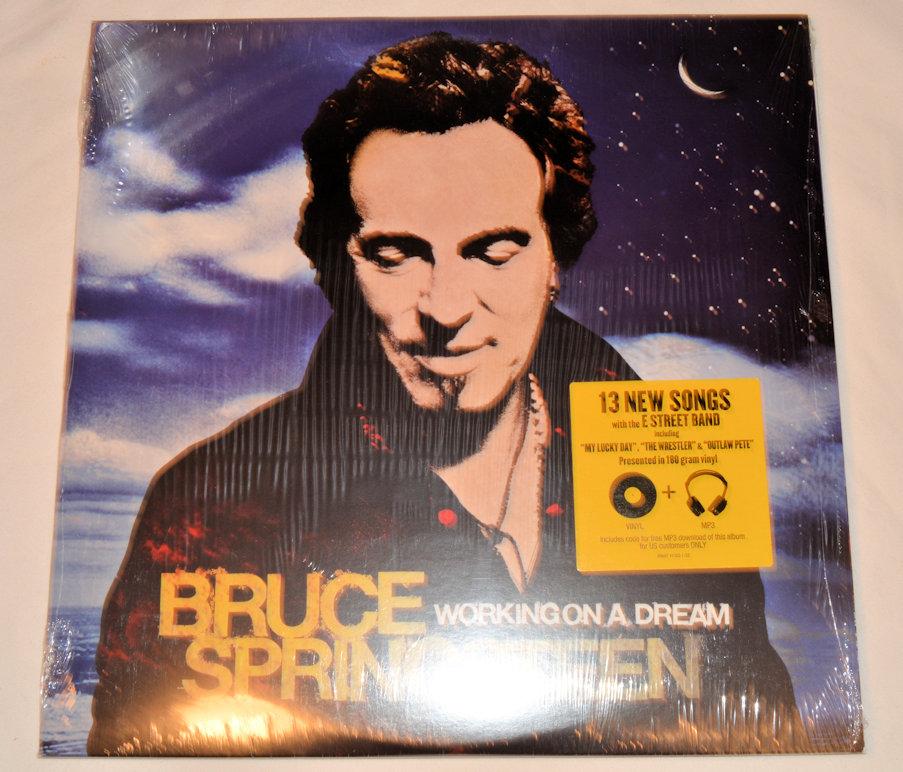 13 NEW SONGS
with the E STREET BAND
including
"MY LUCKY DAY", "THE WRESTLER" & "OUTLAW PETE"
Presented in 180 gram vinyl
+
VINYL
MP3
Includes code for free MP3 download of this album
for US customers ONLY
BRUCE
WORKING ON A DREAM
SPRINGSTEEN